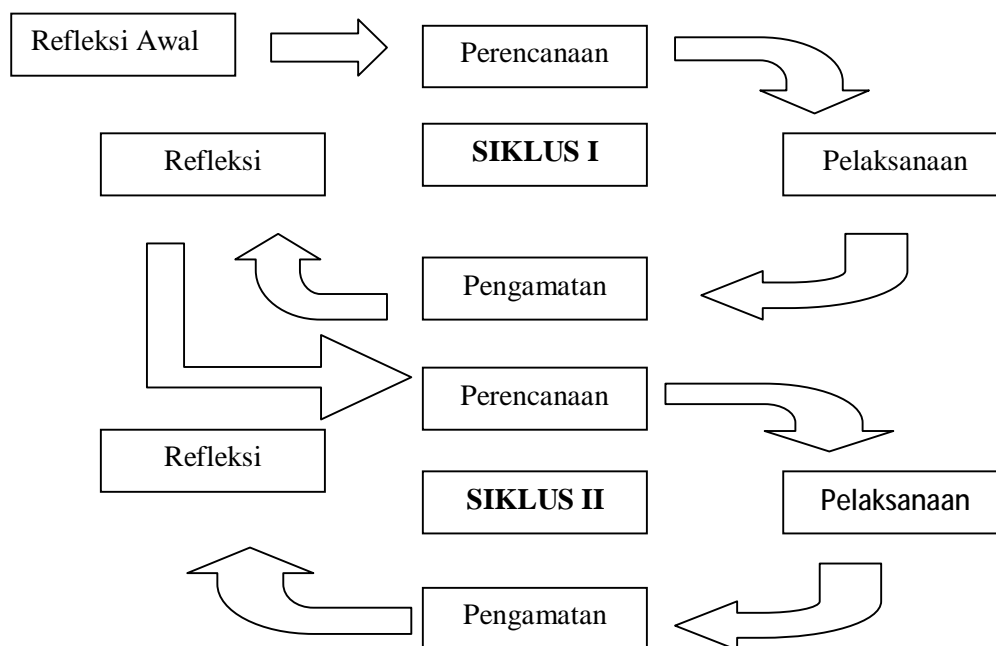 Refleksi Awal
Perencanaan
Refleksi
SIKLUS I
Pelaksanaan
Pengamatan
Perencanaan
Refleksi
SIKLUS II
Pelaksanaan
Pengamatan